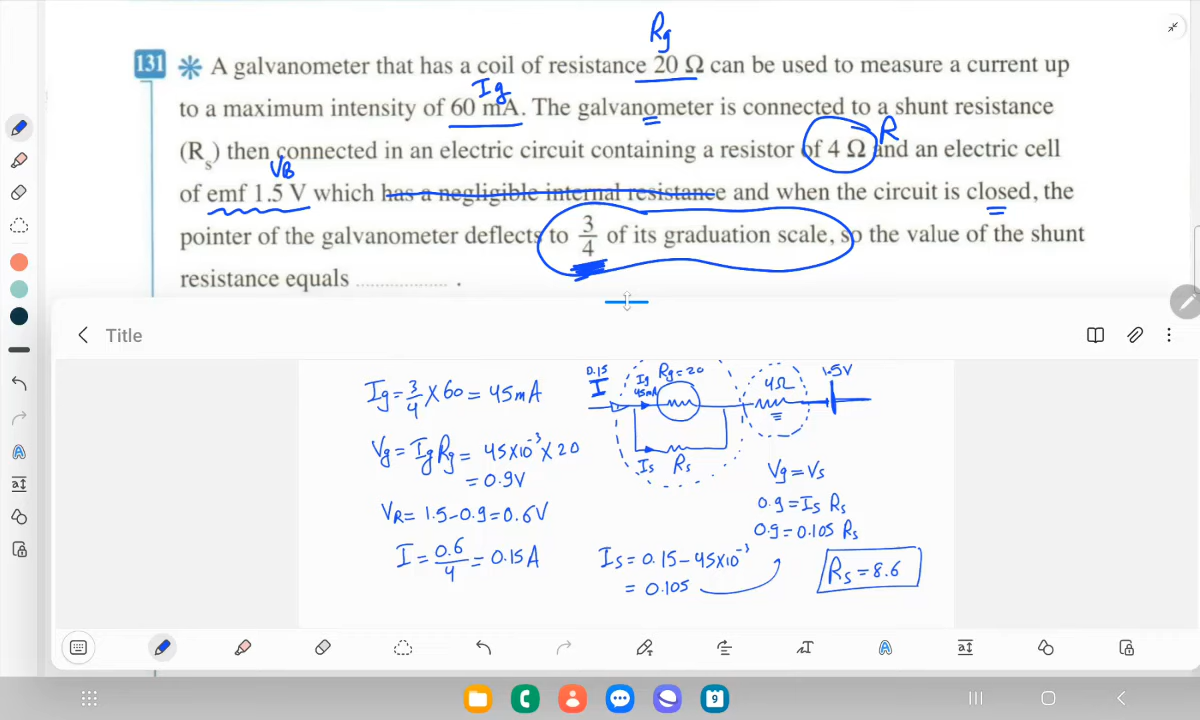 Rg
131 * A galvanometer that has a coil of resistance 20 Ω can be used to measure a current up
Ig
to a maximum intensity of 60 mA. The galvanometer is connected to a shunt resistance
R
(Rs) then connected in an electric circuit containing a resistor of 4 Ω and an electric cell
VB
of emf 1.5 V which has a negligible internal resistance and when the circuit is closed, the
pointer of the galvanometer deflects to 3/4 of its graduation scale, so the value of the shunt
resistance equals .................... .
Title
Ig = 3/4 × 60 = 45mA
Vg = Ig Rg = 45×10⁻³ × 20
= 0.9V
VR = 1.5-0.9 = 0.6V
I = 0.6/4 = 0.15A
0.15
I
Ig
45mA
Rg = 20
4Ω
1.5V
Is
Rs
Vg = Vs
0.9 = Is Rs
0.9 = 0.105 Rs
Is = 0.15 - 45×10⁻³
= 0.105
Rs = 8.6
9